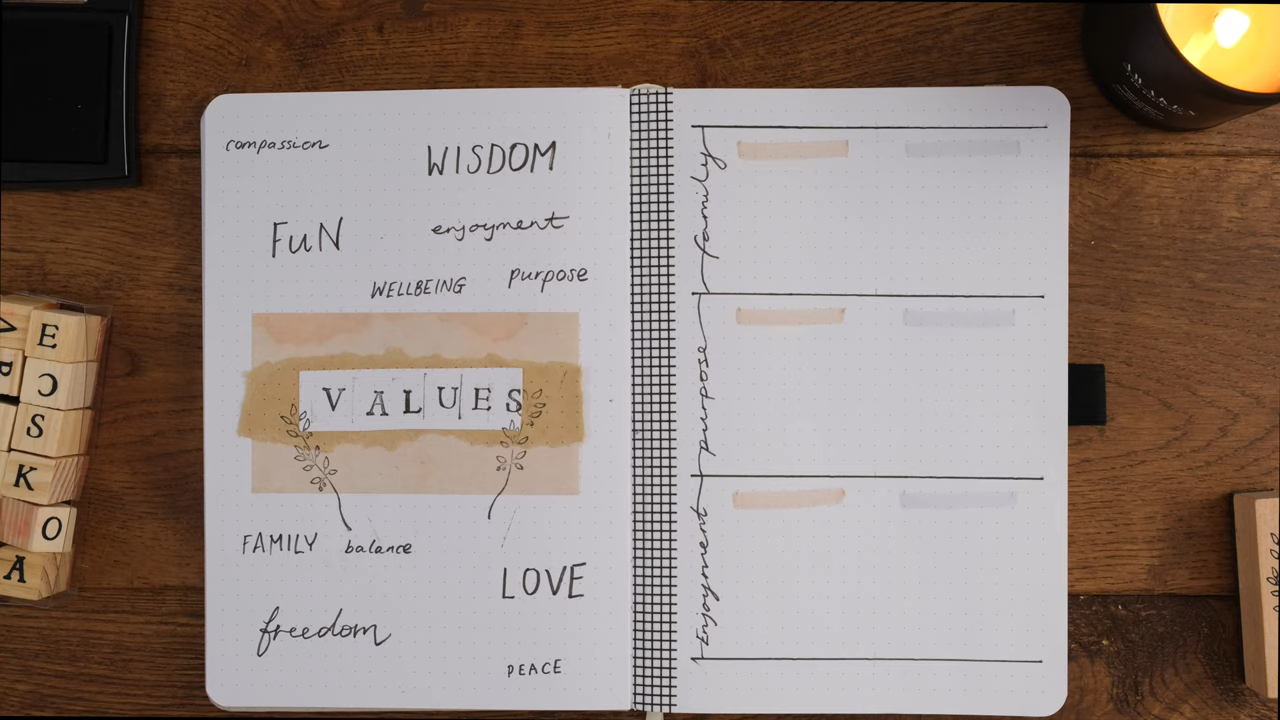 compassion
WISDOM
FUN
enjoyment
WELLBEING
purpose
VALUES
FAMILY
balance
LOVE
freedom
PEACE
family
purpose
Enjoyment
E
C
S
K
O
A